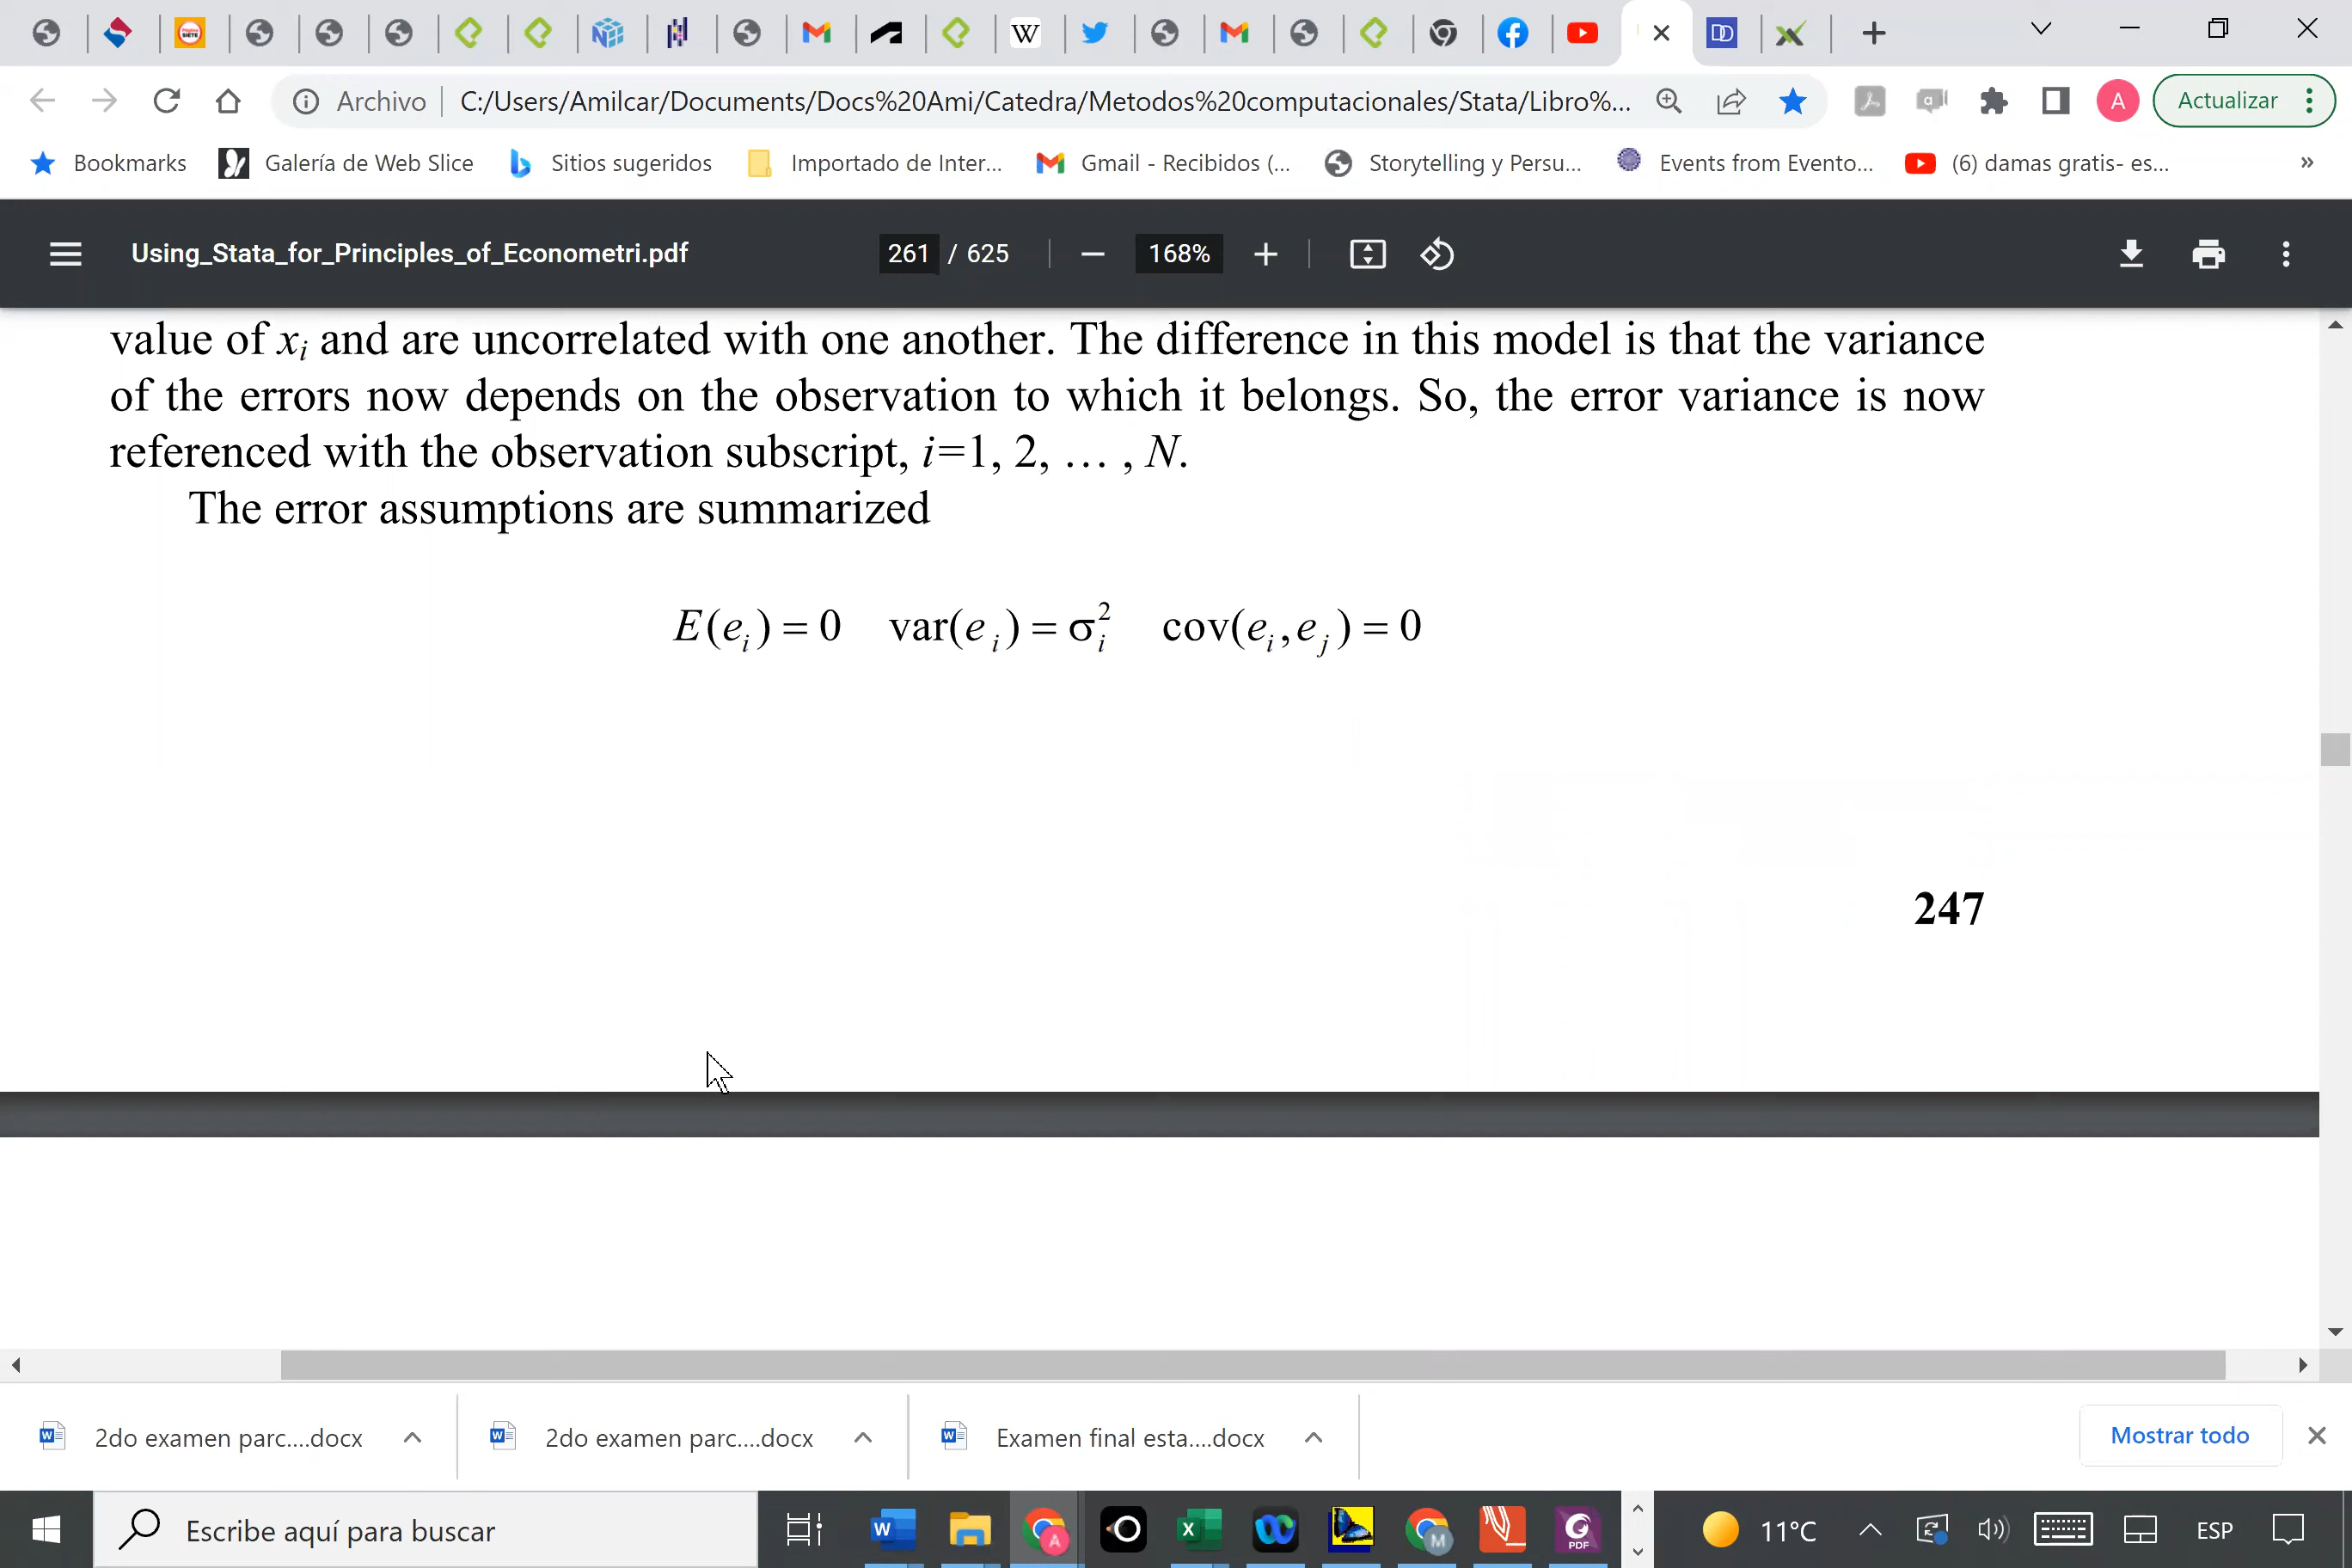 Archivo C:/Users/Amilcar/Documents/Docs%20Ami/Catedra/Metodos%20computacionales/Stata/Libro%... A Actualizar
Bookmarks Galería de Web Slice Sitios sugeridos Importado de Inter... Gmail - Recibidos (... Storytelling y Persu... Events from Evento... (6) damas gratis- es... »
Using_Stata_for_Principles_of_Econometri.pdf 261 / 625 168%
value of xᵢ and are uncorrelated with one another. The difference in this model is that the variance
of the errors now depends on the observation to which it belongs. So, the error variance is now
referenced with the observation subscript, i=1, 2, … , N.
The error assumptions are summarized
E(eᵢ) = 0 var(eᵢ) = σᵢ² cov(eᵢ, eⱼ) = 0
247
2do examen parc....docx 2do examen parc....docx Examen final esta....docx Mostrar todo
Escribe aquí para buscar 11°C ESP